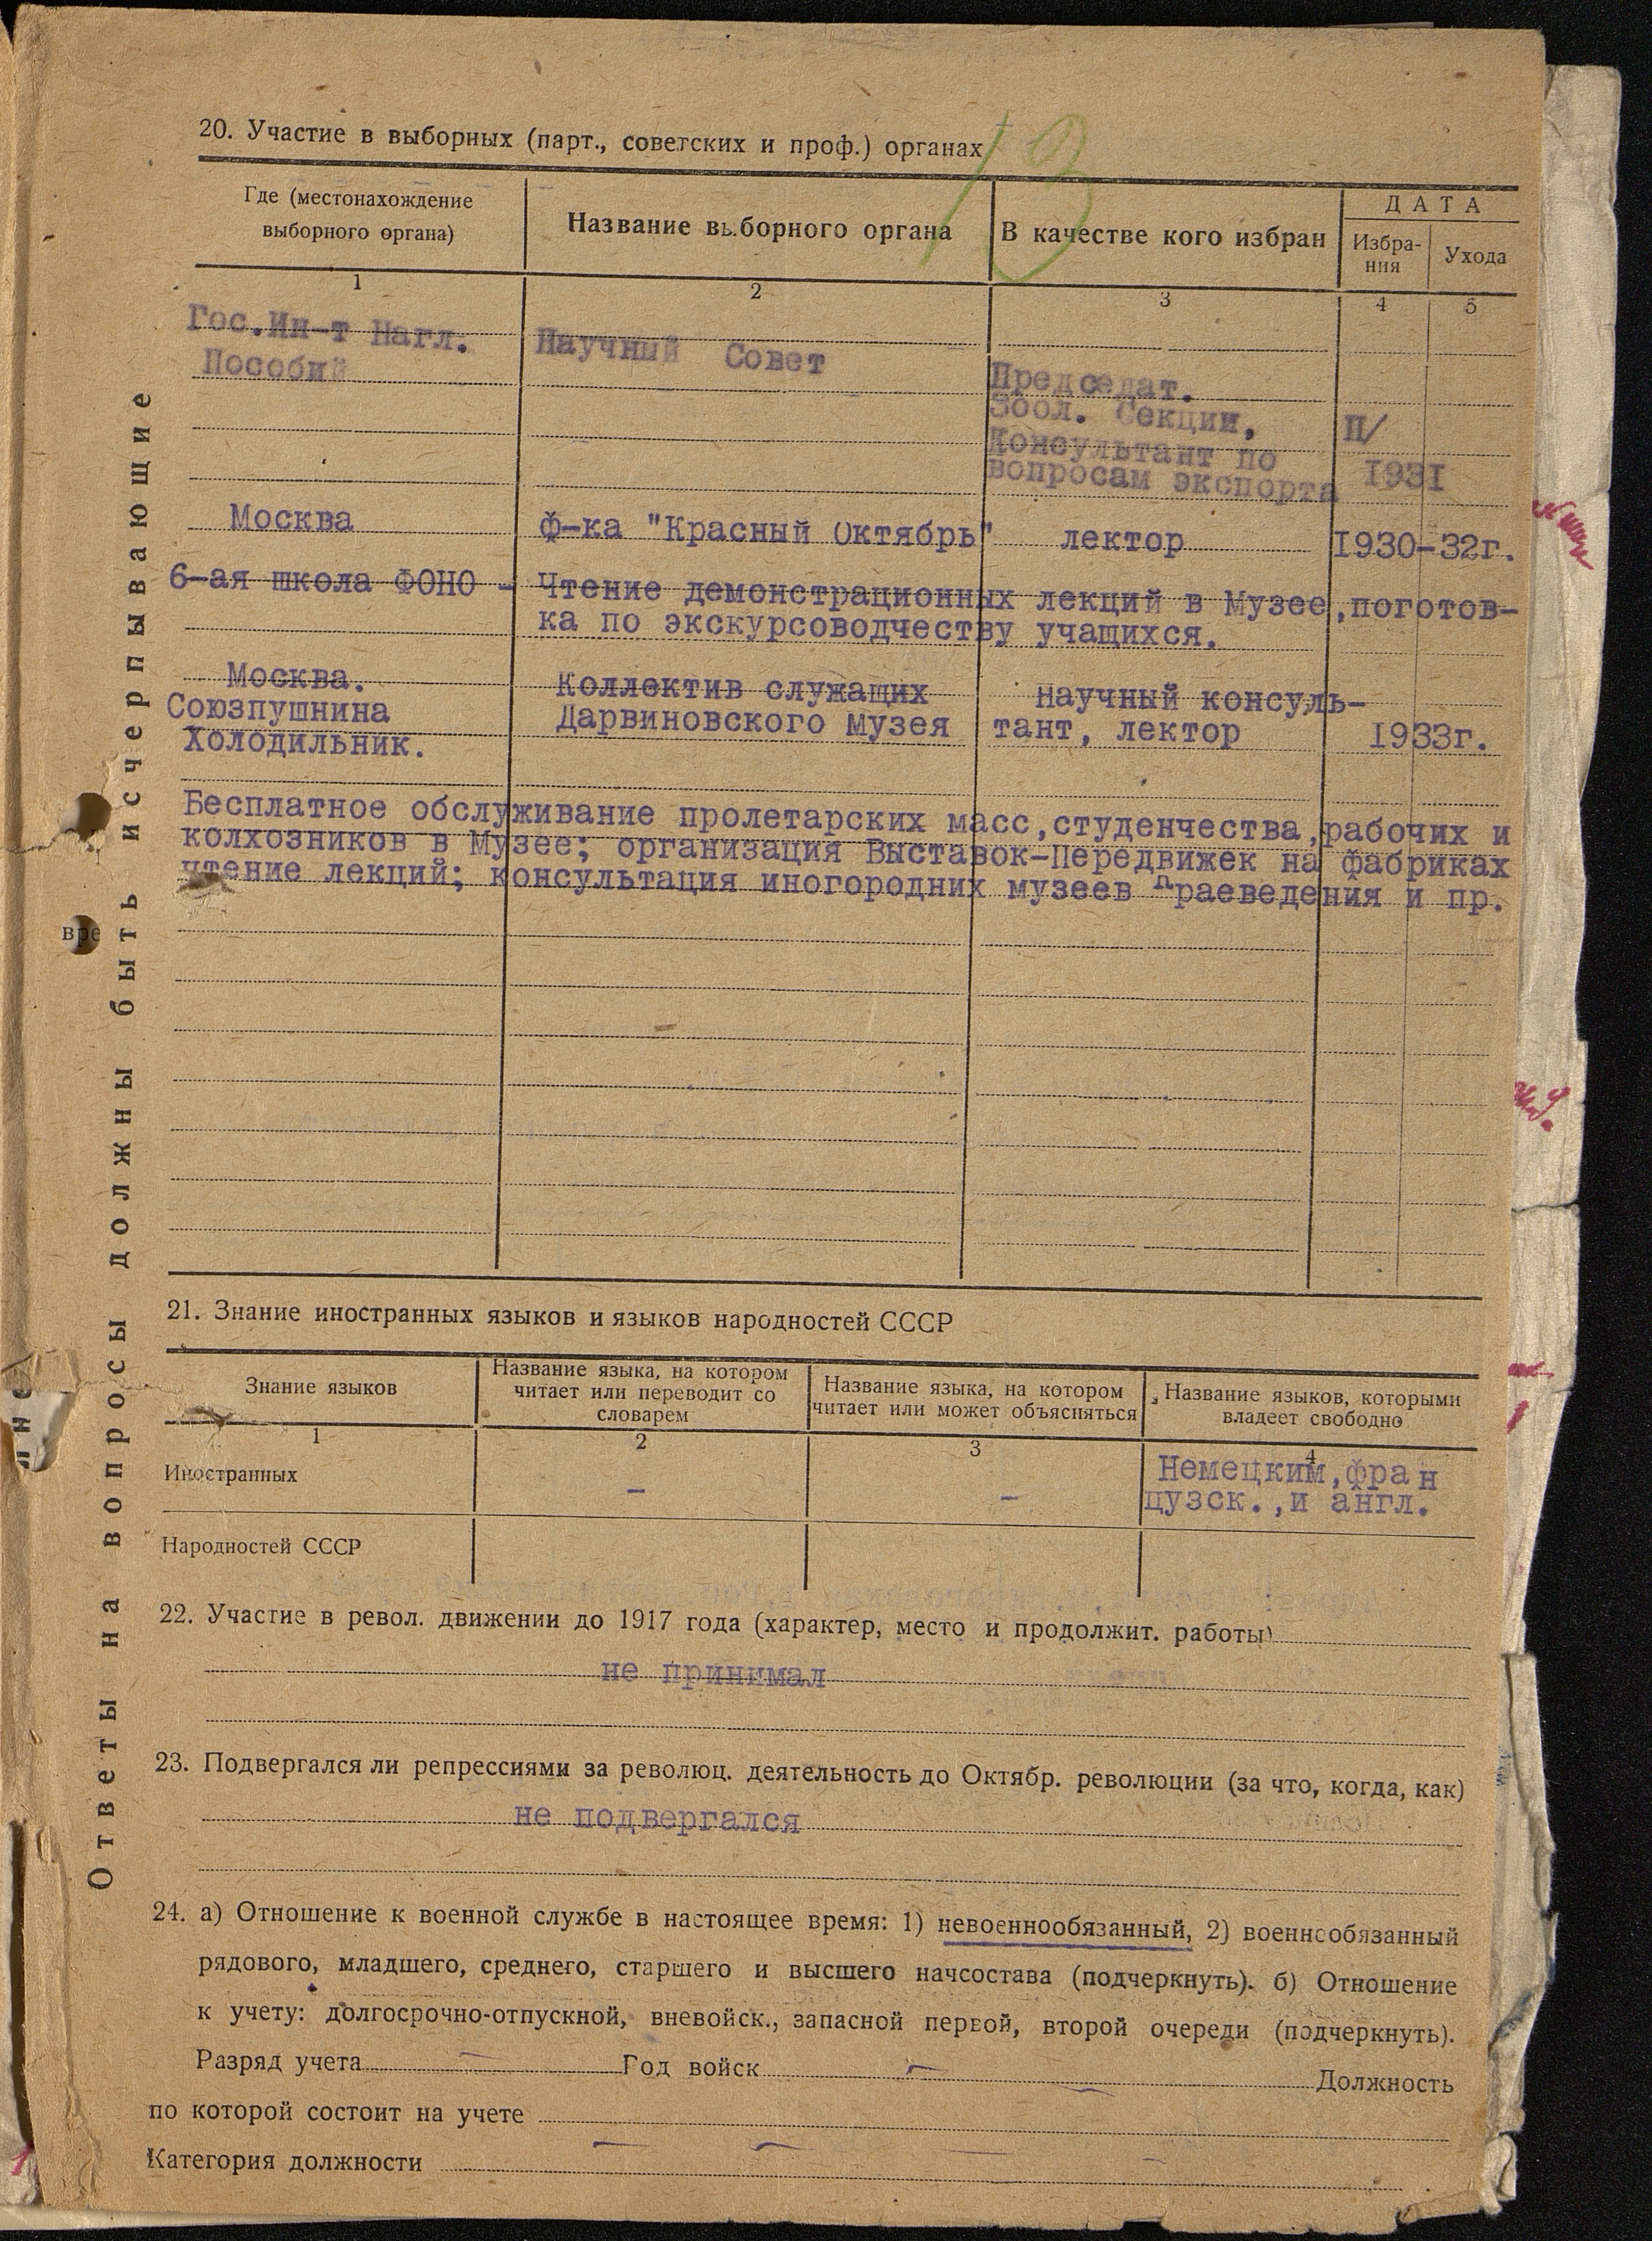 13
20. Участие в выборных (парт., советских и проф.) органах
Где (местонахождение выборного органа)
Название выборного органа
В качестве кого избран
ДАТА
Избра-
ния
Ухода
1 2 3 4 5
Гос.Ин-т Нагл.
Пособий
Научный Совет
Председат.
Зоол. Секции,
Консультант по
вопросам экспорта
II/
1931
Москва ф-ка "Красный Октябрь" лектор 1930-32г.
6-ая школа ФОНО - Чтение демонстрационных лекций в Музее,поготов-
ка по экскурсоводчеству учащихся.
Москва. Коллектив служащих Научный консуль-
Союзпушнина Дарвиновского Музея тант, лектор 1933г.
Холодильник.
Бесплатное обслуживание пролетарских масс,студенчества,рабочих и
колхозников в Музее; организация Выставок-Передвижек на фабриках
чтение лекций; консультация иногородних музеев раеведения и пр.
21. Знание иностранных языков и языков народностей СССР
Знание языков
Название языка, на котором
читает или переводит со
словарем
Название языка, на котором
читает или может объясняться
Название языков, которыми
владеет свободно
1 2 3 4
Иностранных - - Немецким,фран
цузск.,и англ.
Народностей СССР
22. Участие в револ. движении до 1917 года (характер, место и продолжит. работы)
не принимал
23. Подвергался ли репрессиями за революц. деятельность до Октябр. революции (за что, когда, как)
не подвергался
24. а) Отношение к военной службе в настоящее время: 1) невоеннообязанный, 2) военнообязанный
рядового, младшего, среднего, старшего и высшего начсостава (подчеркнуть). б) Отношение
к учету: долгосрочно-отпускной, вневойск., запасной первой, второй очереди (подчеркнуть).
Разряд учета — Год войск — Должность
по которой состоит на учете —
Категория должности — —
Ответы на вопросы должны быть исчерпывающие
вре